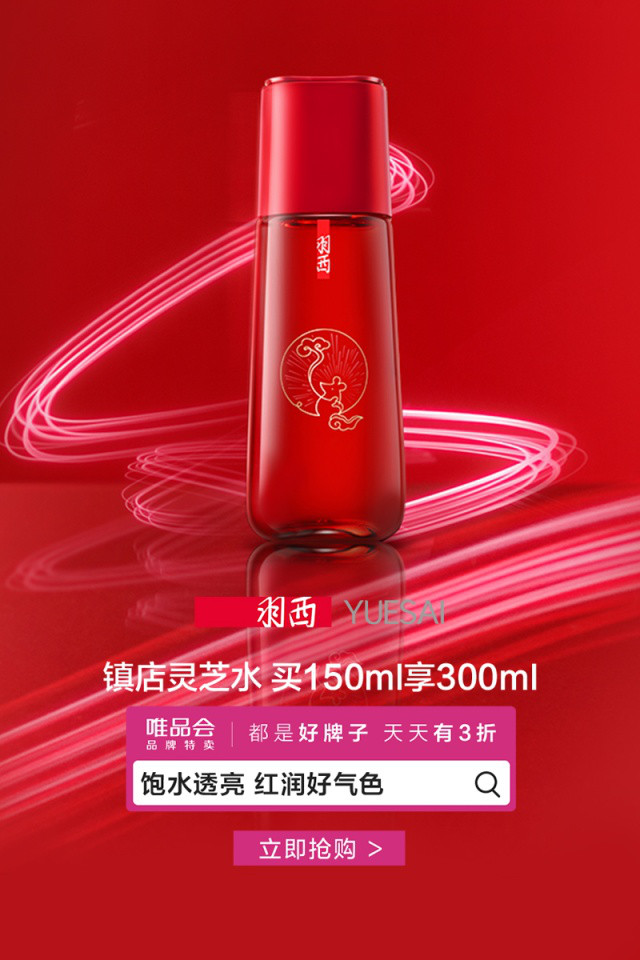 羽西
羽西 YUESAI
镇店灵芝水 买150ml享300ml
唯品会 品牌特卖 都是好牌子 天天有3折
饱水透亮 红润好气色
立即抢购 >